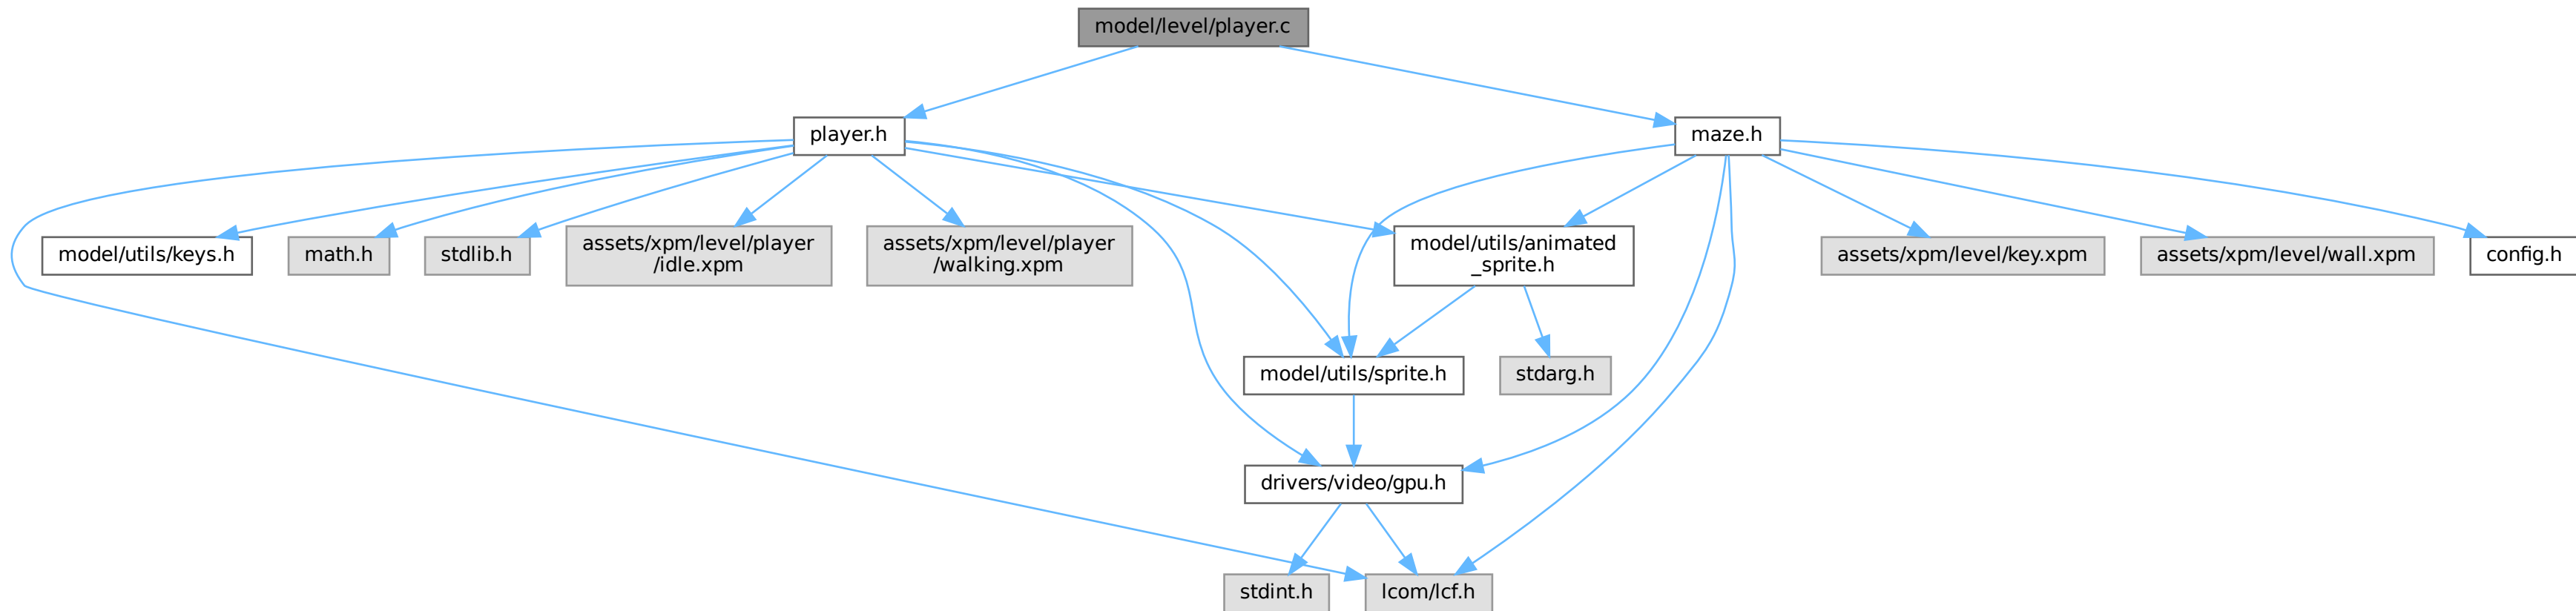 model/level/player.c
player.h
maze.h
model/utils/keys.h
math.h
stdlib.h
assets/xpm/level/player
/idle.xpm
assets/xpm/level/player
/walking.xpm
model/utils/animated
_sprite.h
assets/xpm/level/key.xpm
assets/xpm/level/wall.xpm
config.h
model/utils/sprite.h
stdarg.h
drivers/video/gpu.h
stdint.h
lcom/lcf.h